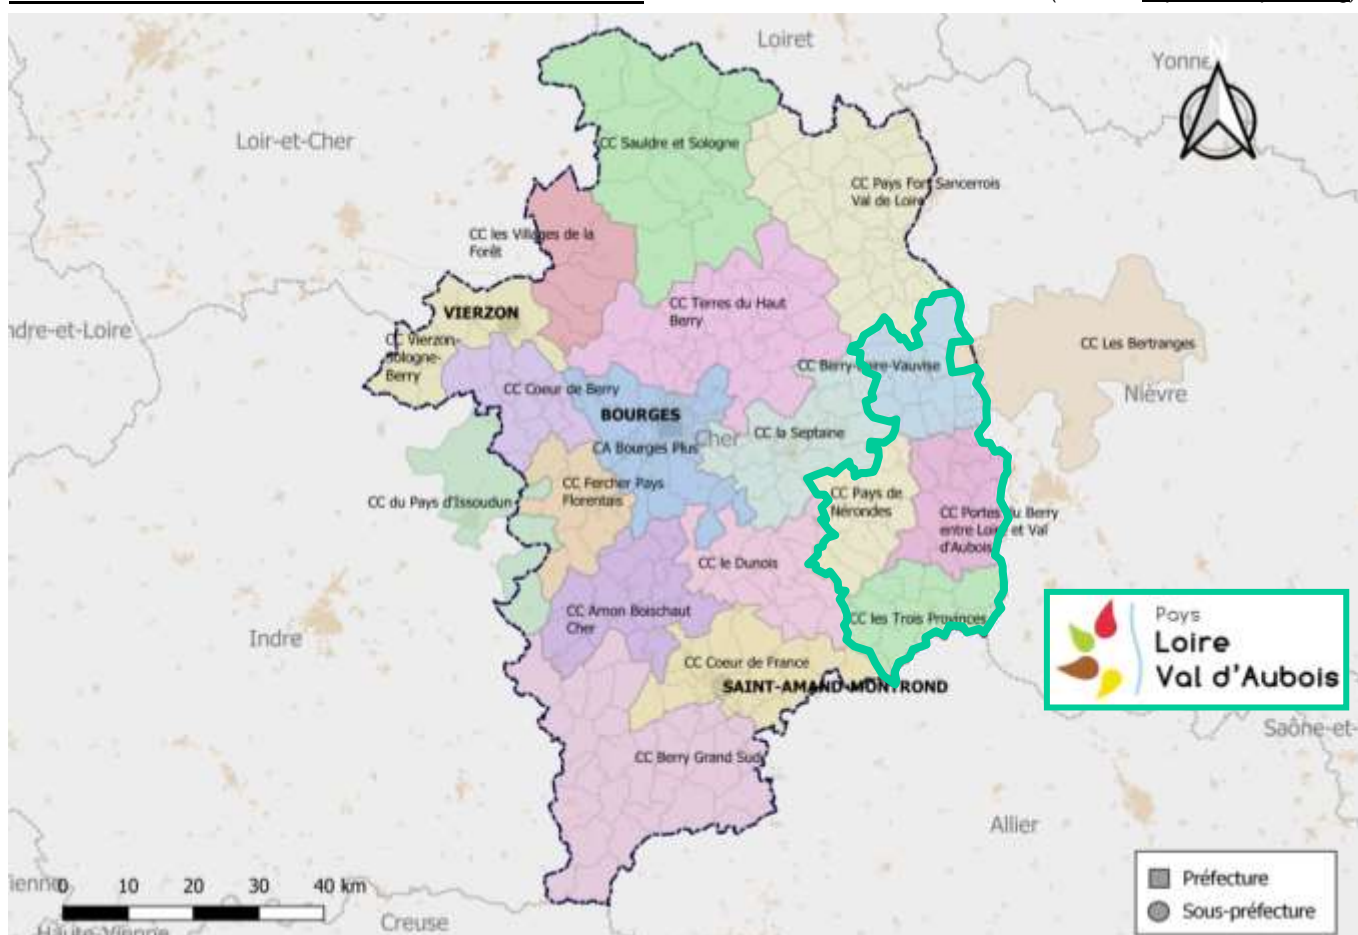 Loiret
N
Yonne
Loir-et-Cher
CC Sauldre et Sologne
CC Pays Fort Sancerrois
Val de Loire
CC les Villages de la
Forêt
CC Terres du Haut
Berry
VIERZON
ndre-et-Loire
CC Vierzon-
Sologne-
Berry
CC Les Bertranges
CC Berry-Loire-Vauvise
Nièvre
CC Coeur de Berry
BOURGES
Cher
CC la Septaine
CA Bourges Plus
CC Fercher Pays
Florentais
CC du Pays d'Issoudun
CC Pays de
Nérondes
CC Portes du Berry
entre Loire et Val
d'Aubois
CC le Dunois
CC Arnon Boischaut
Cher
CC les Trois Provinces
Pays
Loire
Val d'Aubois
Indre
CC Coeur de France
SAINT-AMAND-MONTROND
Saône-et-
CC Berry Grand Sud
Allier
ienne
0 10 20 30 40 km
Préfecture
Sous-préfecture
Creuse
Haute-Vienne